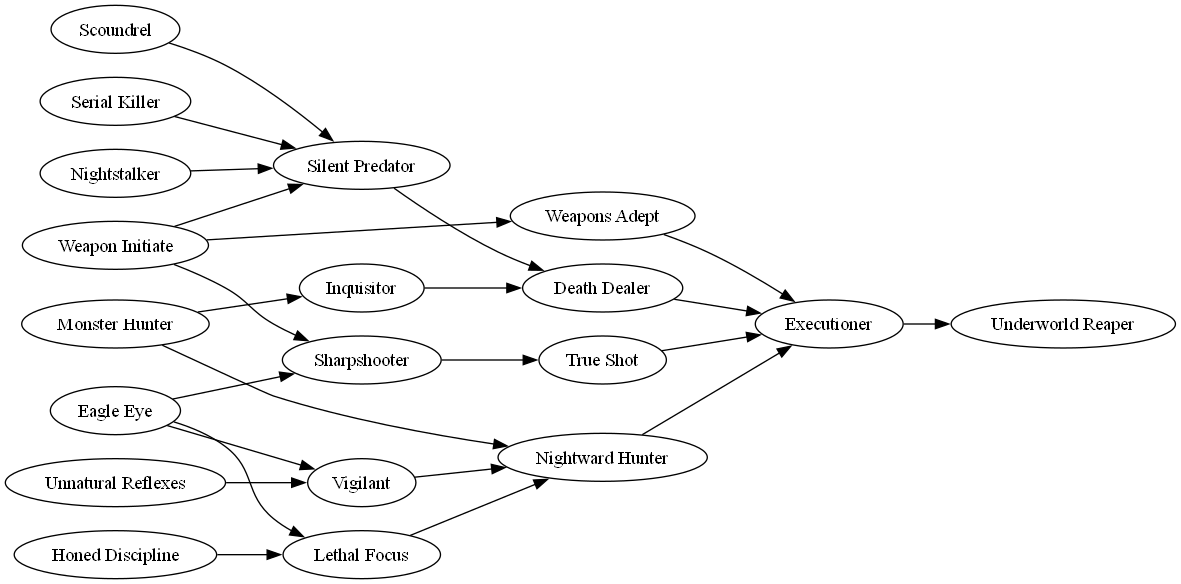 Scoundrel
Serial Killer
Nightstalker
Silent Predator
Weapon Initiate
Weapons Adept
Inquisitor
Death Dealer
Monster Hunter
Executioner
Underworld Reaper
Sharpshooter
True Shot
Eagle Eye
Nightward Hunter
Unnatural Reflexes
Vigilant
Honed Discipline
Lethal Focus